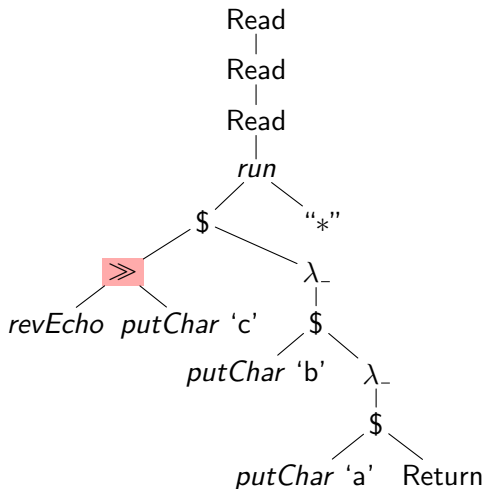 Read
Read
Read
run
$ “*”
≫ λ_
revEcho putChar ‘c’ $
putChar ‘b’ λ_
$
putChar ‘a’ Return